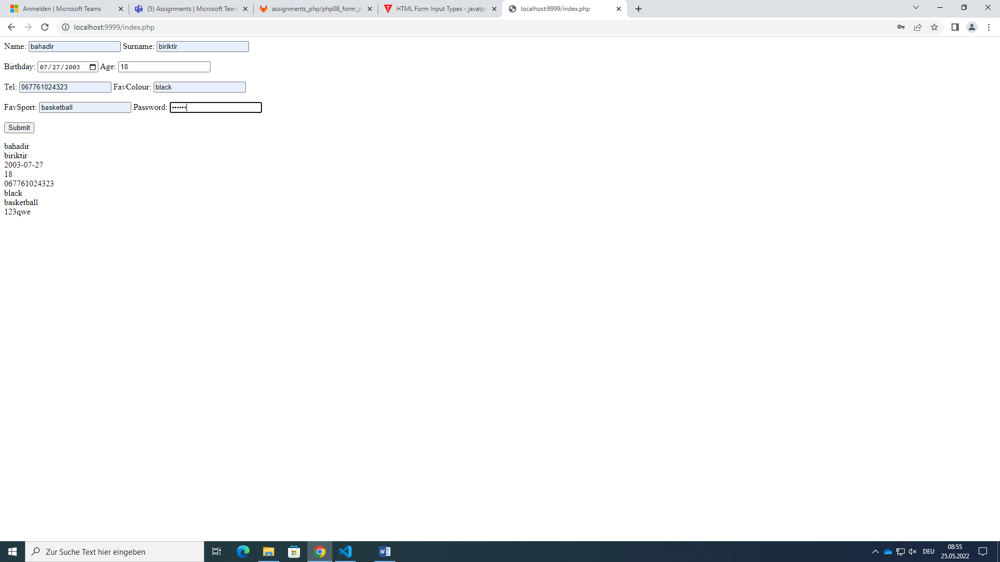 Anmelden | Microsoft Teams
(5) Assignments | Microsoft Team
assignments_php/php08_form_p
HTML Form Input Types - javatpo
localhost:9999/index.php
localhost:9999/index.php
Name: bahadir Surname: biriktir
Birthday: 07/27/2003 Age: 18
Tel: 067761024323 FavColour: black
FavSport: basketball Password: ••••••
Submit
bahadir
biriktir
2003-07-27
18
067761024323
black
basketball
123qwe
Zur Suche Text hier eingeben
DEU
08:55
25.05.2022